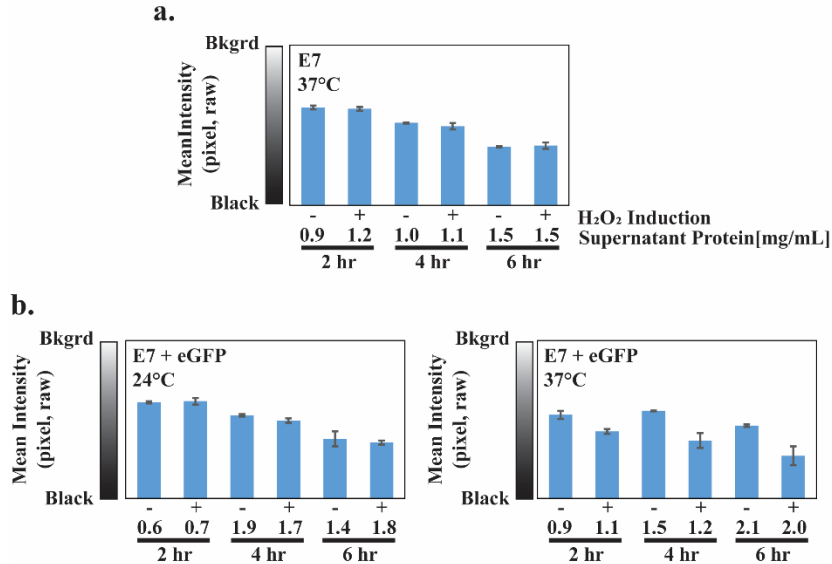 a.
Bkgrd
E7
37°C
MeanIntensity
(pixel, raw)
Black
- + - + - + H₂O₂ Induction
0.9 1.2 1.0 1.1 1.5 1.5 Supernatant Protein[mg/mL]
2 hr 4 hr 6 hr
b.
Bkgrd
E7 + eGFP
24°C
Mean Intensity
(pixel, raw)
Black
- + - + - +
0.6 0.7 1.9 1.7 1.4 1.8
2 hr 4 hr 6 hr
Bkgrd
E7 + eGFP
37°C
Mean Intensity
(pixel, raw)
Black
- + - + - +
0.9 1.1 1.5 1.2 2.1 2.0
2 hr 4 hr 6 hr